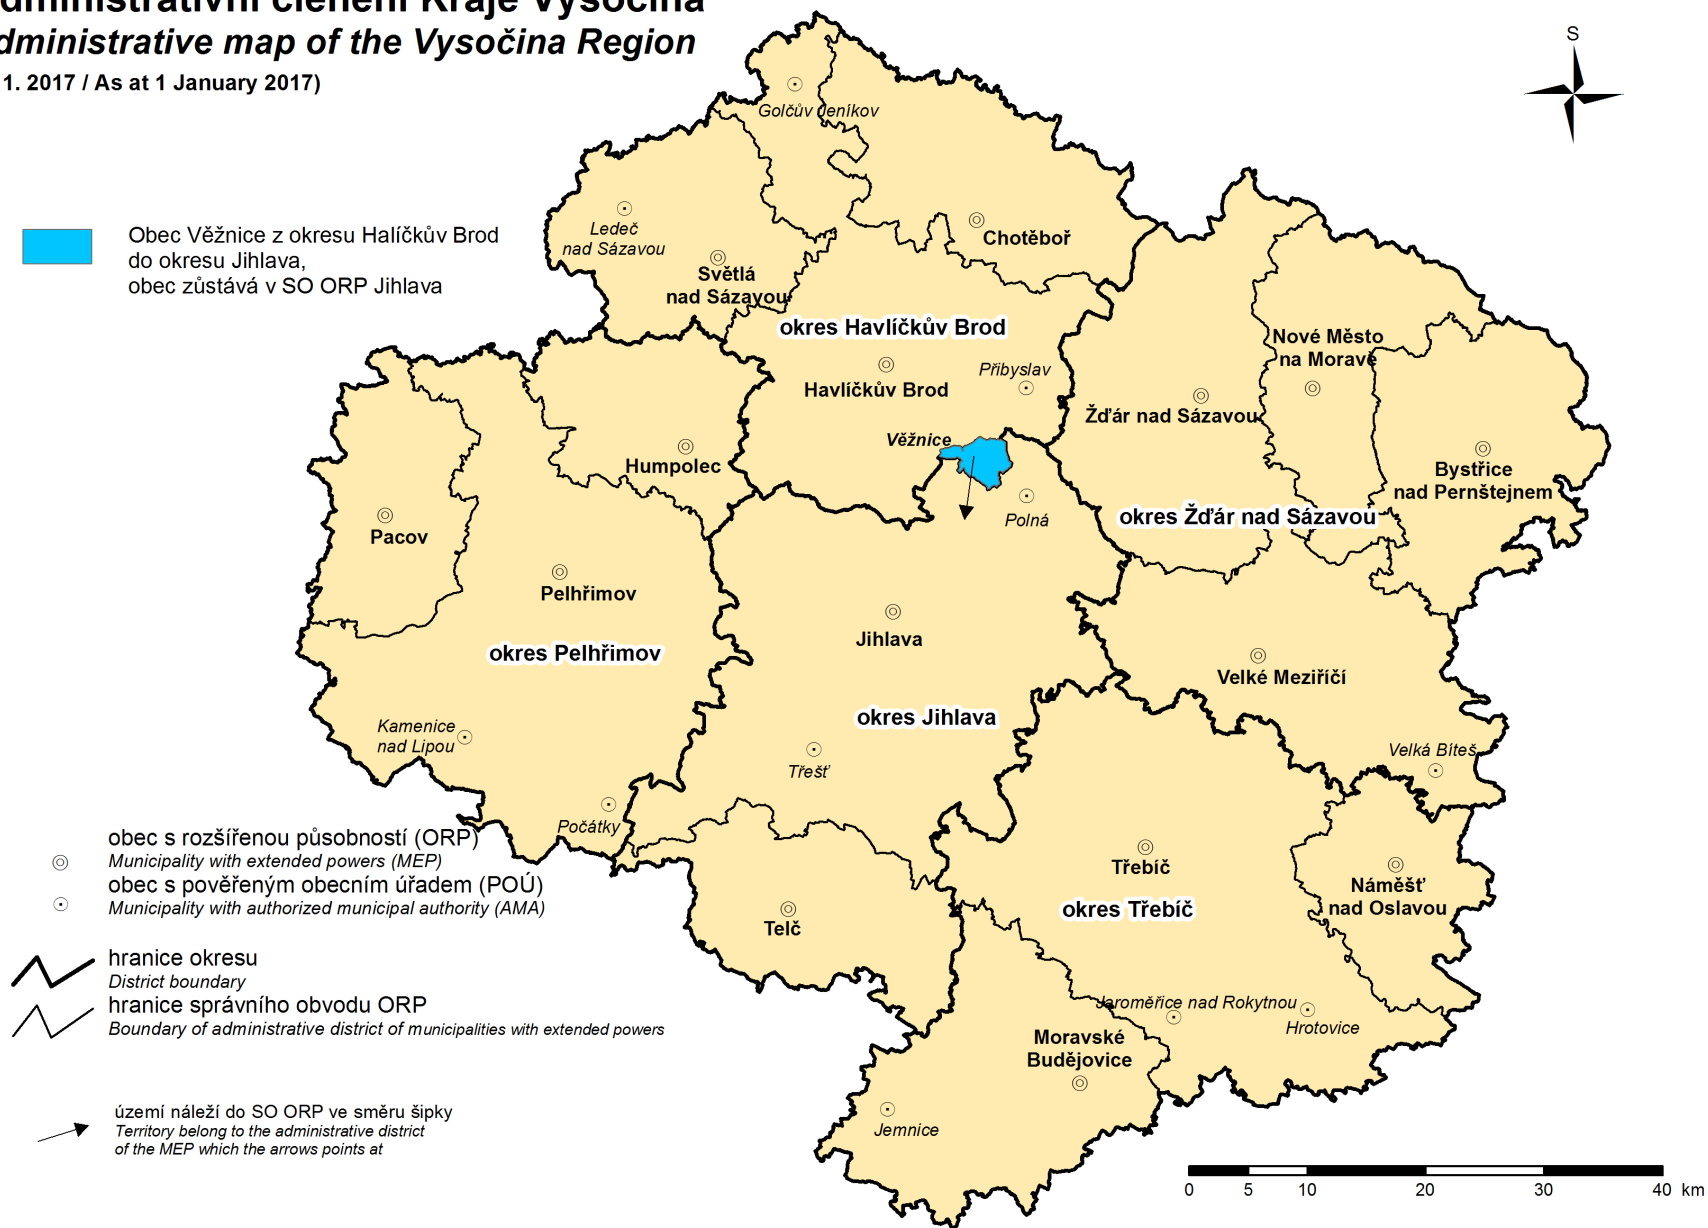 dministrativní členění Kraje Vysočina
dministrative map of the Vysočina Region
1. 2017 / As at 1 January 2017)
S
Golčův Jeníkov
Ledeč
nad Sázavou
Chotěboř
Obec Věžnice z okresu Halíčkův Brod
do okresu Jihlava,
obec zůstává v SO ORP Jihlava
Světlá
nad Sázavou
okres Havlíčkův Brod
Nové Město
na Moravě
Přibyslav
Havlíčkův Brod
Žďár nad Sázavou
Věžnice
Humpolec
Bystřice
nad Pernštejnem
Polná
okres Žďár nad Sázavou
Pacov
Pelhřimov
Jihlava
okres Pelhřimov
Velké Meziříčí
okres Jihlava
Kamenice
nad Lipou
Velká Bíteš
Třešť
Počátky
obec s rozšířenou působností (ORP)
Municipality with extended powers (MEP)
obec s pověřeným obecním úřadem (POÚ)
Municipality with authorized municipal authority (AMA)
Třebíč
Náměšť
nad Oslavou
okres Třebíč
Telč
hranice okresu
District boundary
hranice správního obvodu ORP
Boundary of administrative district of municipalities with extended powers
Jaroměřice nad Rokytnou
Hrotovice
Moravské
Budějovice
Jemnice
území náleží do SO ORP ve směru šipky
Territory belong to the administrative district
of the MEP which the arrows points at
0 5 10 20 30 40 km